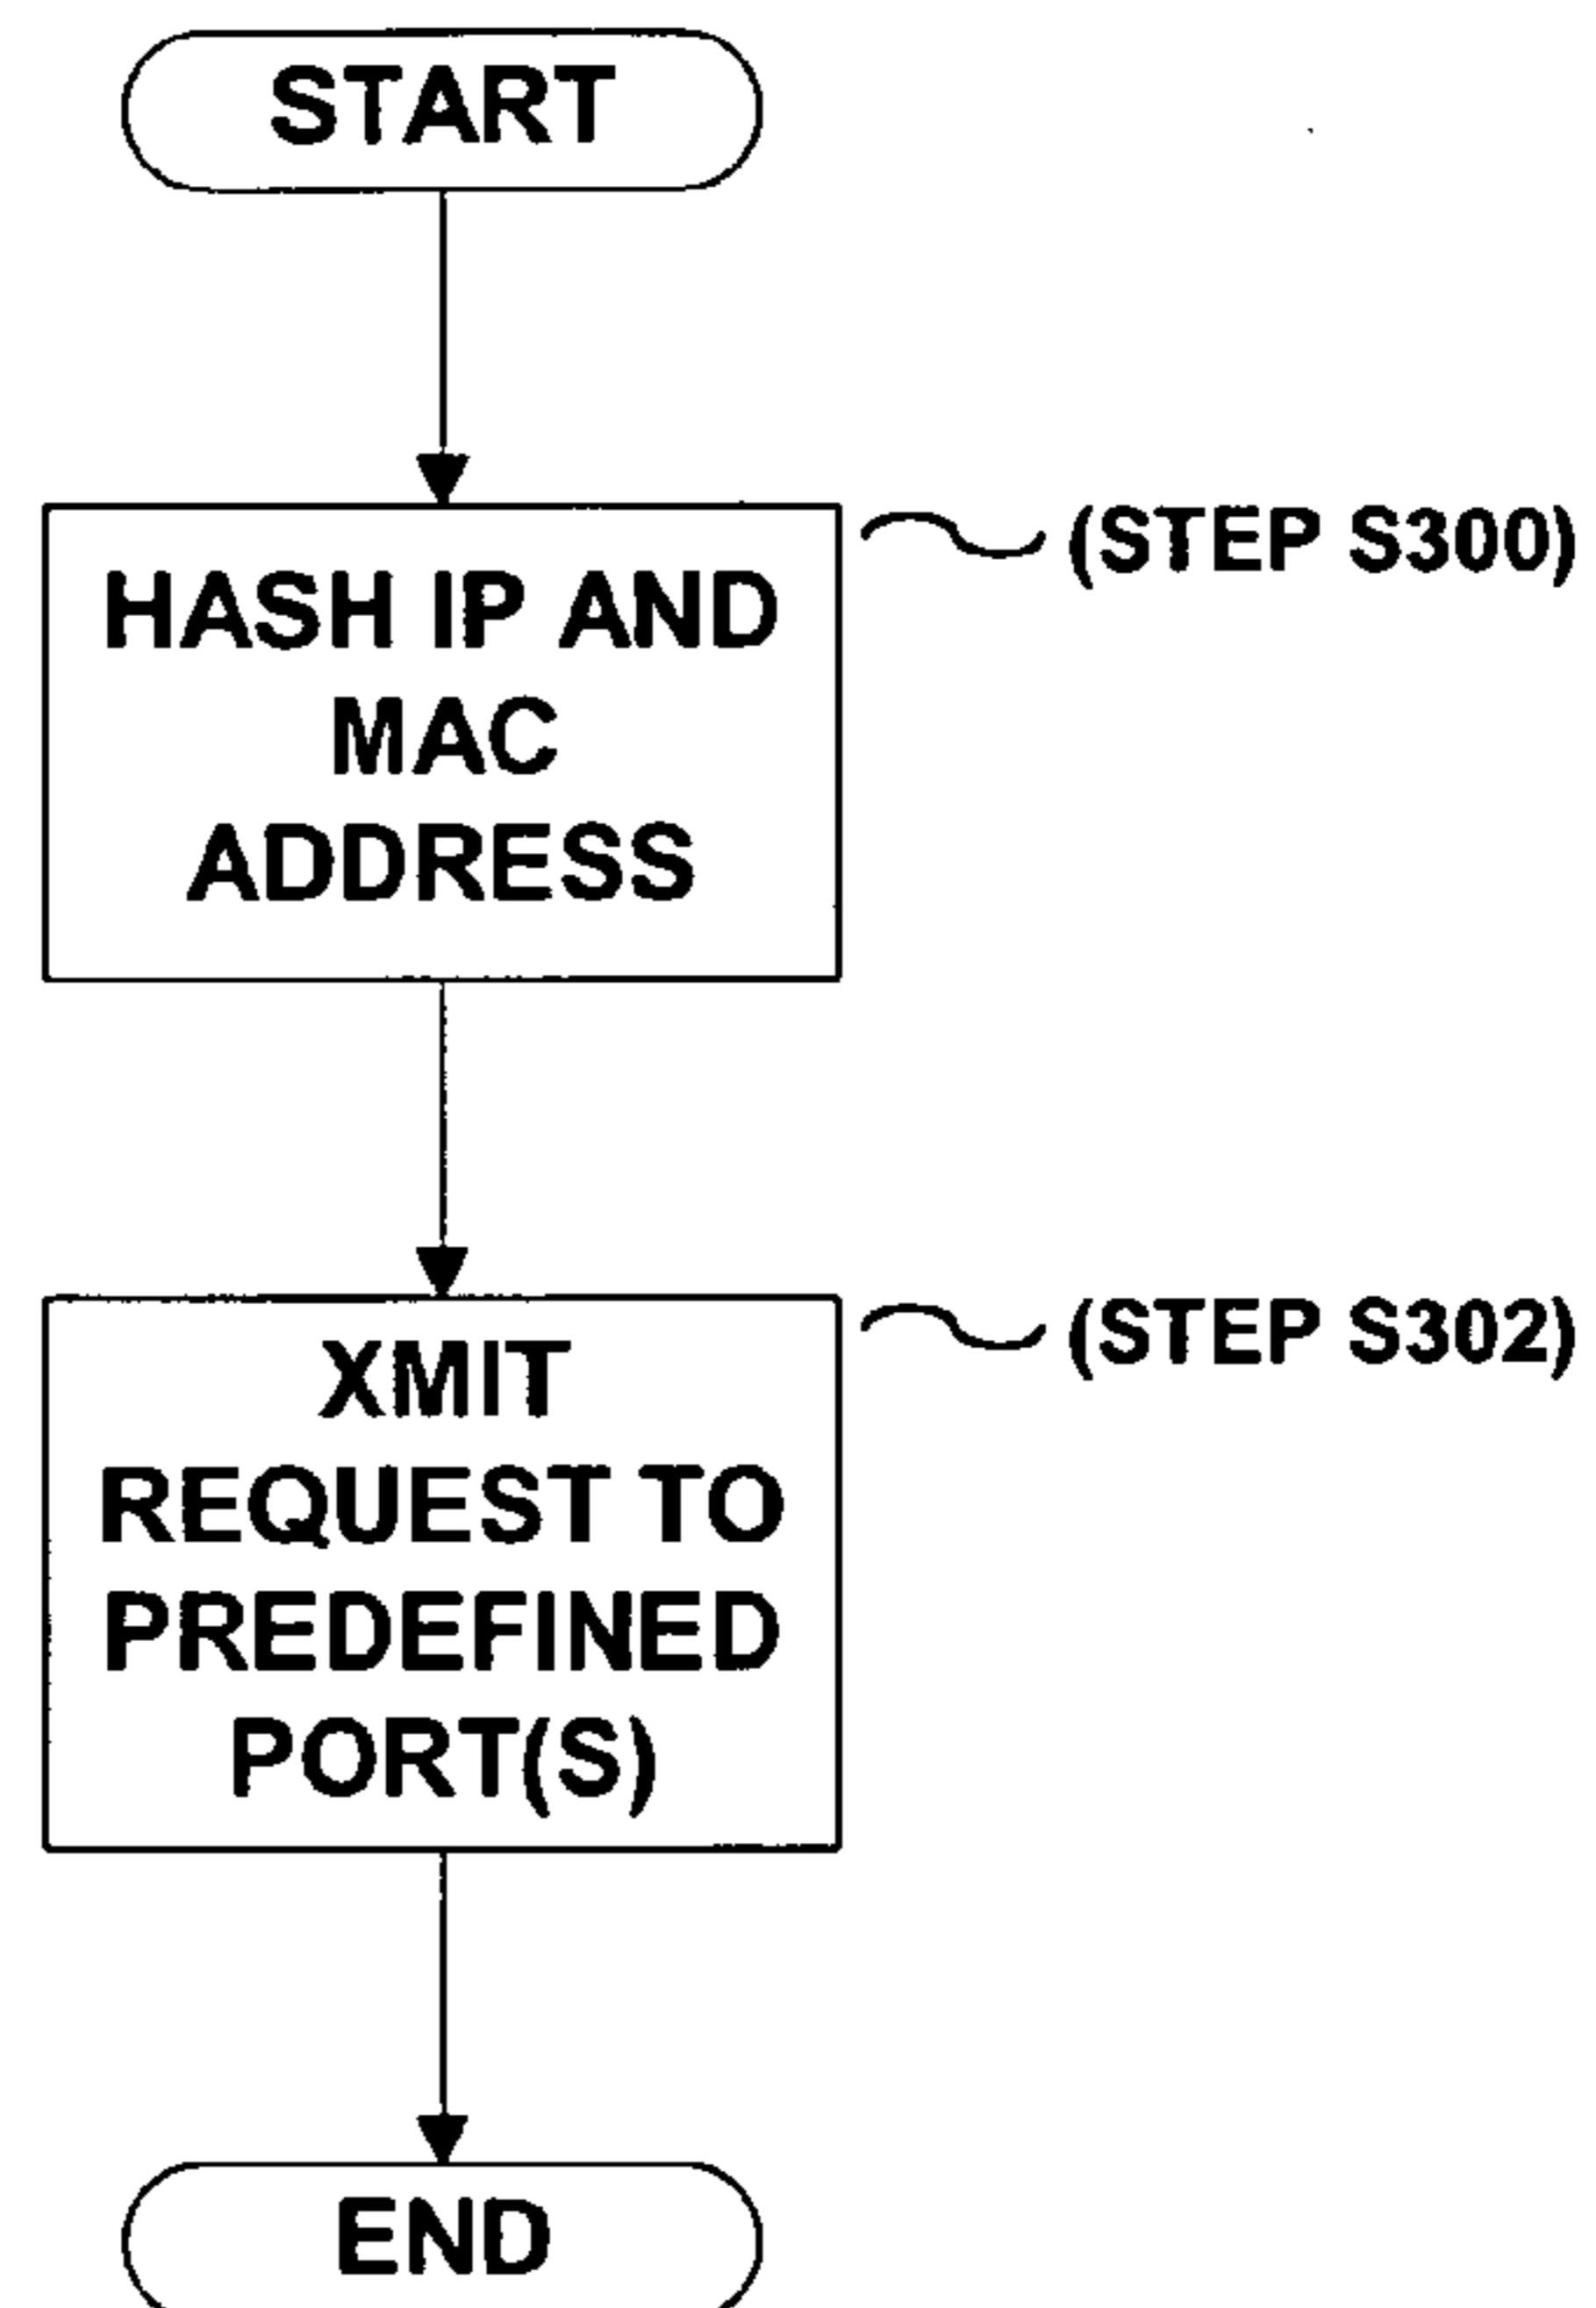 START
(STEP S300)
HASH IP AND
MAC
ADDRESS
(STEP S302)
XMIT
REQUEST TO
PREDEFINED
PORT(S)
END